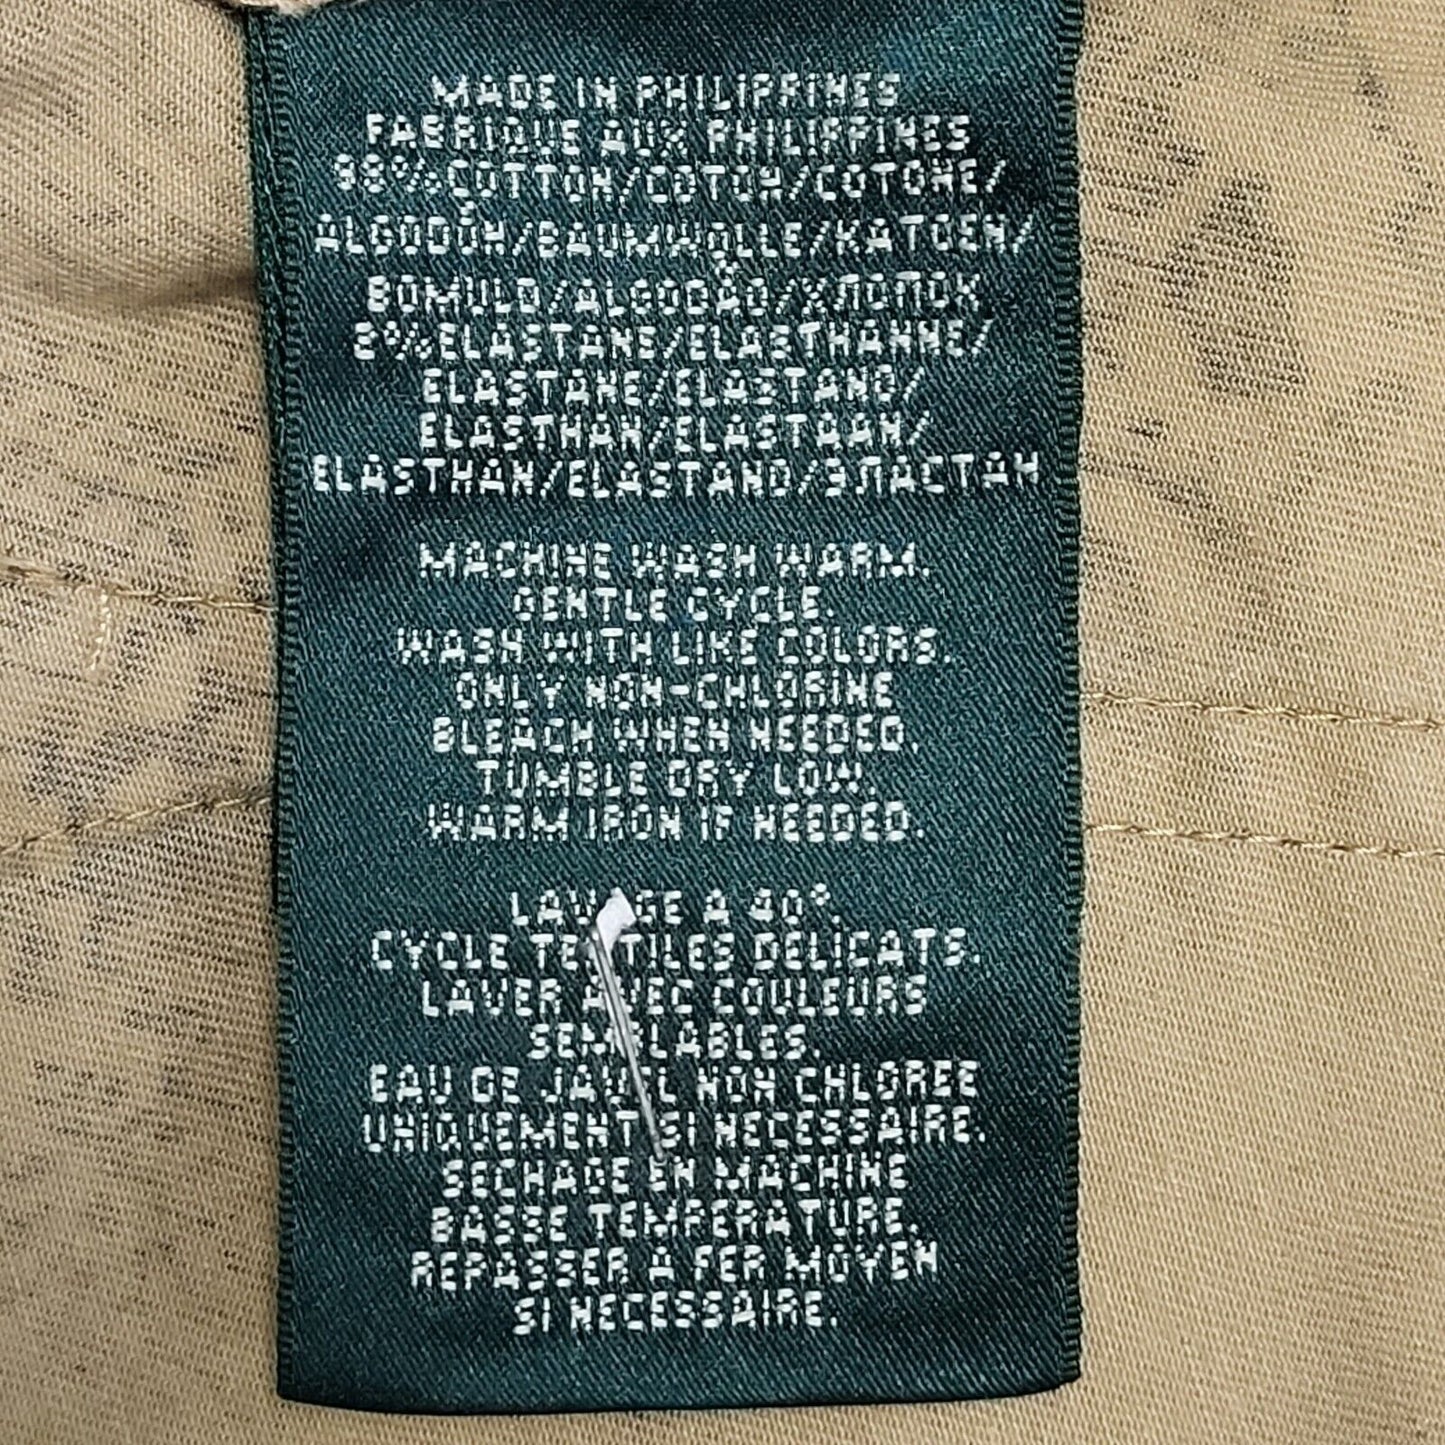 MADE IN PHILIPPINES
FABRIQUE AUX PHILIPPINES
98% COTTON/COTON/COTONE/
ALGODÓN/BAUMWOLLE/KATOEN/
BOMULD/ALGODÃO/ХЛОПОК
2% ELASTANE/ELASTHANNE/
ELASTANE/ELASTANO/
ELASTHAN/ELASTAAN/
ELASTHAN/ELASTANO/ЭЛАСТАН
MACHINE WASH WARM.
GENTLE CYCLE.
WASH WITH LIKE COLORS.
ONLY NON-CHLORINE
BLEACH WHEN NEEDED.
TUMBLE DRY LOW.
WARM IRON IF NEEDED.
LAVAGE A 40°.
CYCLE TEXTILES DELICATS.
LAVER AVEC COULEURS
SEMBLABLES.
EAU DE JAVEL NON CHLOREE
UNIQUEMENT SI NECESSAIRE.
SECHAGE EN MACHINE
BASSE TEMPERATURE.
REPASSER A FER MOYEN
SI NECESSAIRE.